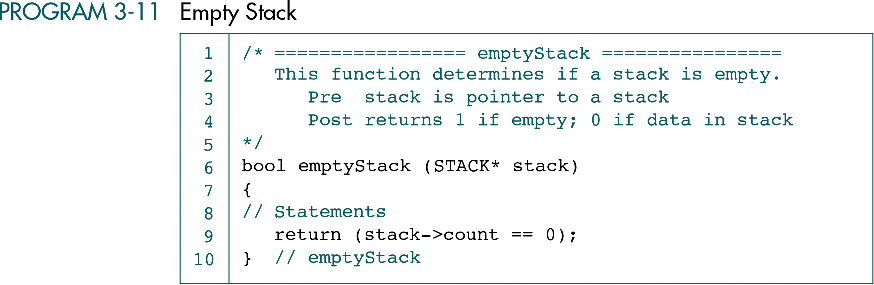 PROGRAM 3-11 Empty Stack
1 /* ================= emptyStack ================
2 This function determines if a stack is empty.
3 Pre stack is pointer to a stack
4 Post returns 1 if empty; 0 if data in stack
5 */
6 bool emptyStack (STACK* stack)
7 {
8 // Statements
9 return (stack->count == 0);
10 } // emptyStack